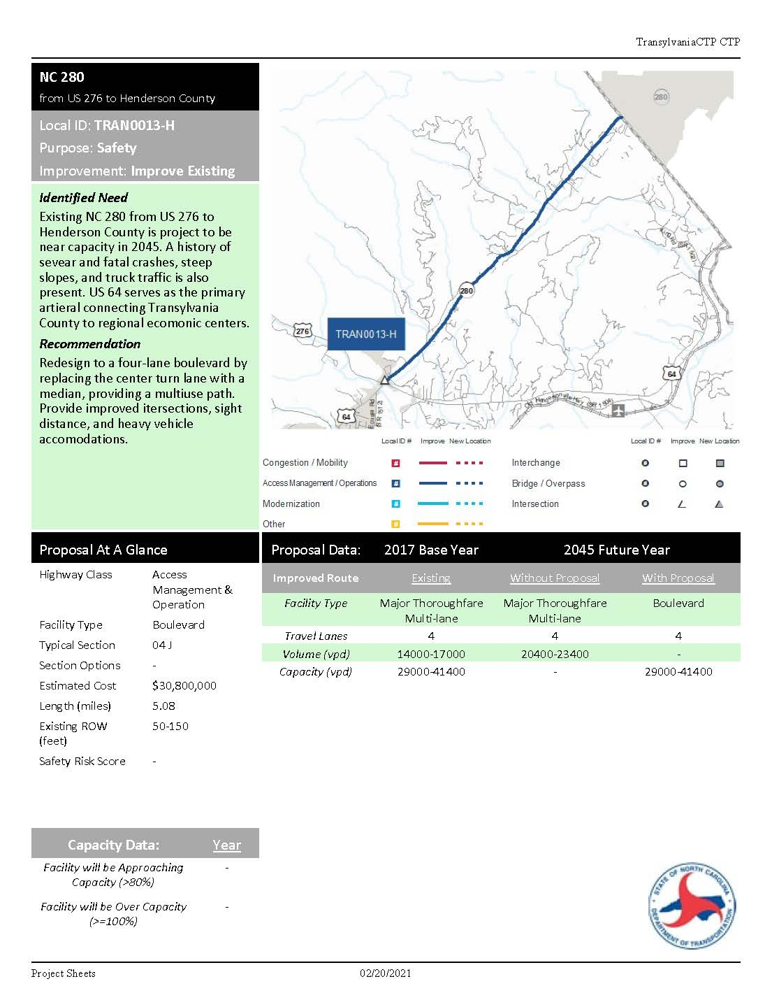 TransylvaniaCTP CTP
NC 280
from US 276 to Henderson County
Local ID: TRAN0013-H
Purpose: Safety
Improvement: Improve Existing
Identified Need
Existing NC 280 from US 276 to
Henderson County is project to be
near capacity in 2045. A history of
sevear and fatal crashes, steep
slopes, and truck traffic is also
present. US 64 serves as the primary
artieral connecting Transylvania
County to regional ecomonic centers.
Recommendation
Redesign to a four-lane boulevard by
replacing the center turn lane with a
median, providing a multiuse path.
Provide improved itersections, sight
distance, and heavy vehicle
accomodations.
280
280
276
TRAN0013-H
64
64
(SR 1504)
Local ID # Improve New Location
Congestion / Mobility #
Access Management / Operations #
Modernization #
Other #
Local ID # Improve New Location
Interchange #
Bridge / Overpass #
Intersection #
Proposal At A Glance
Highway Class Access
Management &
Operation
Facility Type Boulevard
Typical Section 04 J
Section Options -
Estimated Cost $30,800,000
Length (miles) 5.08
Existing ROW 50-150
(feet)
Safety Risk Score -
Proposal Data: 2017 Base Year 2045 Future Year
Improved Route Existing Without Proposal With Proposal
Facility Type Major Thoroughfare Major Thoroughfare Boulevard
Multi-lane Multi-lane
Travel Lanes 4 4 4
Volume (vpd) 14000-17000 20400-23400 -
Capacity (vpd) 29000-41400 - 29000-41400
Capacity Data: Year
Facility will be Approaching -
Capacity (>80%)
Facility will be Over Capacity -
(>=100%)
STATE OF NORTH CAROLINA
DEPARTMENT OF TRANSPORTATION
Project Sheets 02/20/2021